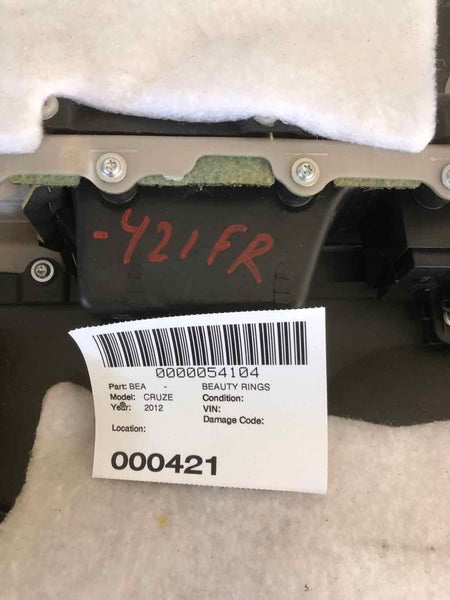 -421FR
0000054104
Part: BEA - BEAUTY RINGS
Model: CRUZE Condition:
Year: 2012 VIN:
Damage Code:
Location:
000421